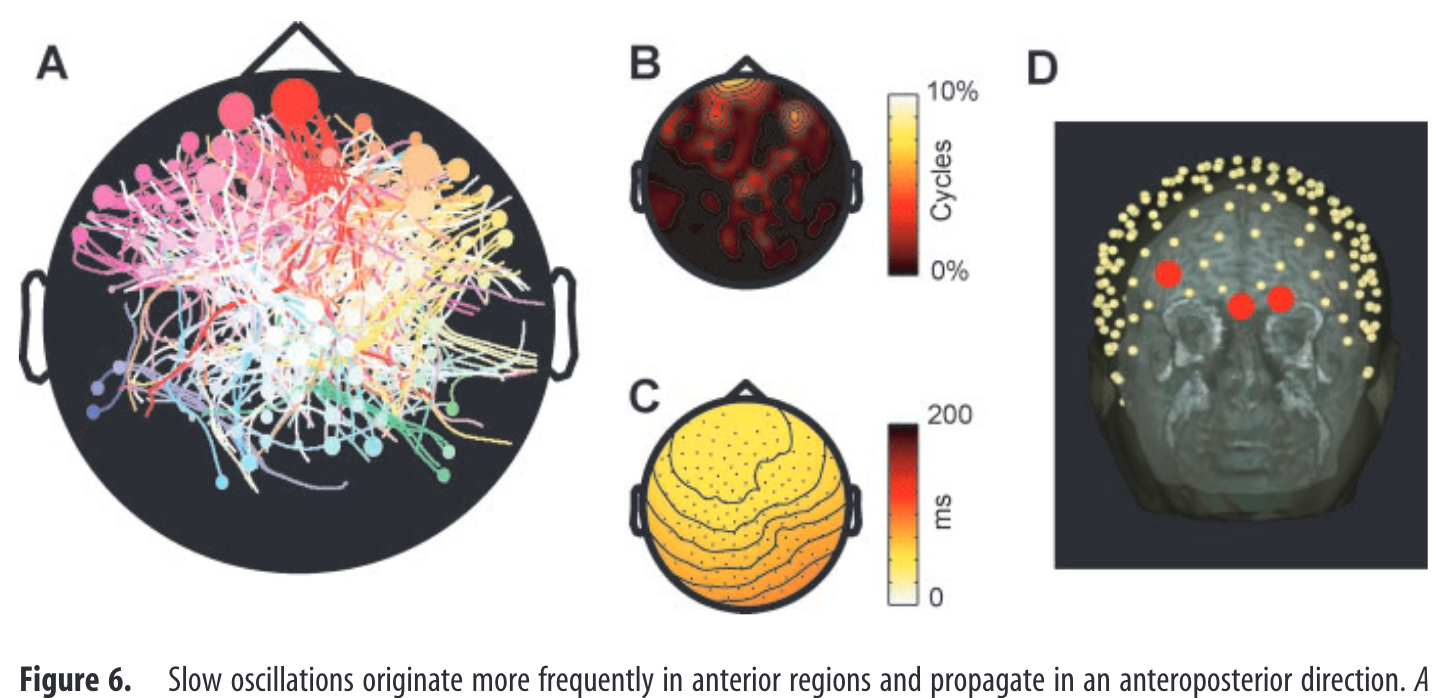 A
B
10%
Cycles
0%
C
200
ms
0
D
Figure 6. Slow oscillations originate more frequently in anterior regions and propagate in an anteroposterior direction. A